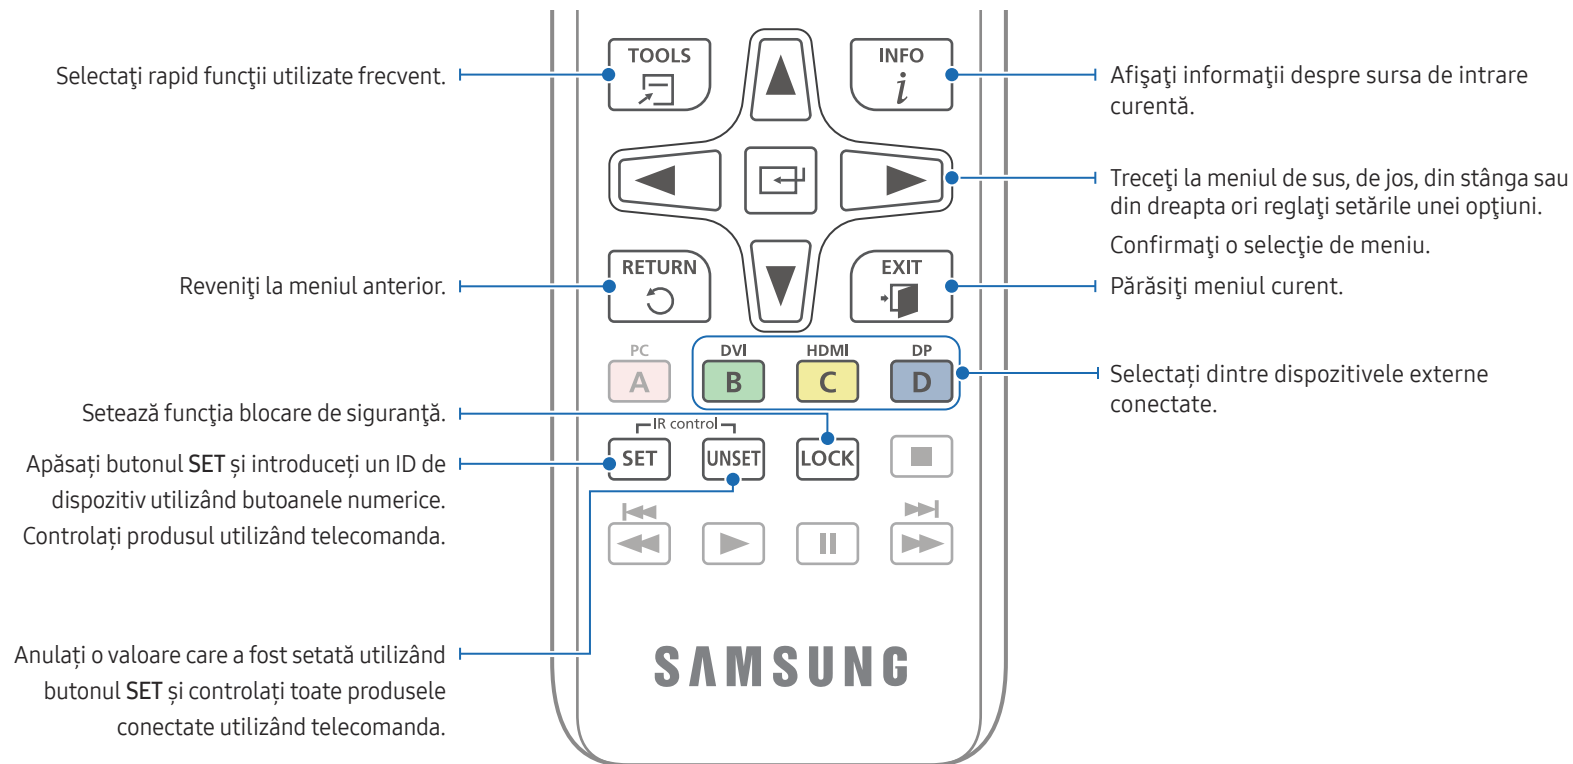 TOOLS
INFO
i
Selectaţi rapid funcţii utilizate frecvent.
Afişaţi informaţii despre sursa de intrare
curentă.
Treceţi la meniul de sus, de jos, din stânga sau
din dreapta ori reglaţi setările unei opţiuni.
Confirmaţi o selecţie de meniu.
RETURN
EXIT
Reveniţi la meniul anterior.
Părăsiţi meniul curent.
PC
DVI
HDMI
DP
A
B
C
D
Selectați dintre dispozitivele externe
conectate.
Setează funcţia blocare de siguranţă.
IR control
SET
UNSET
LOCK
Apăsați butonul SET și introduceți un ID de
dispozitiv utilizând butoanele numerice.
Controlați produsul utilizând telecomanda.
Anulați o valoare care a fost setată utilizând
butonul SET și controlați toate produsele
conectate utilizând telecomanda.
SAMSUNG